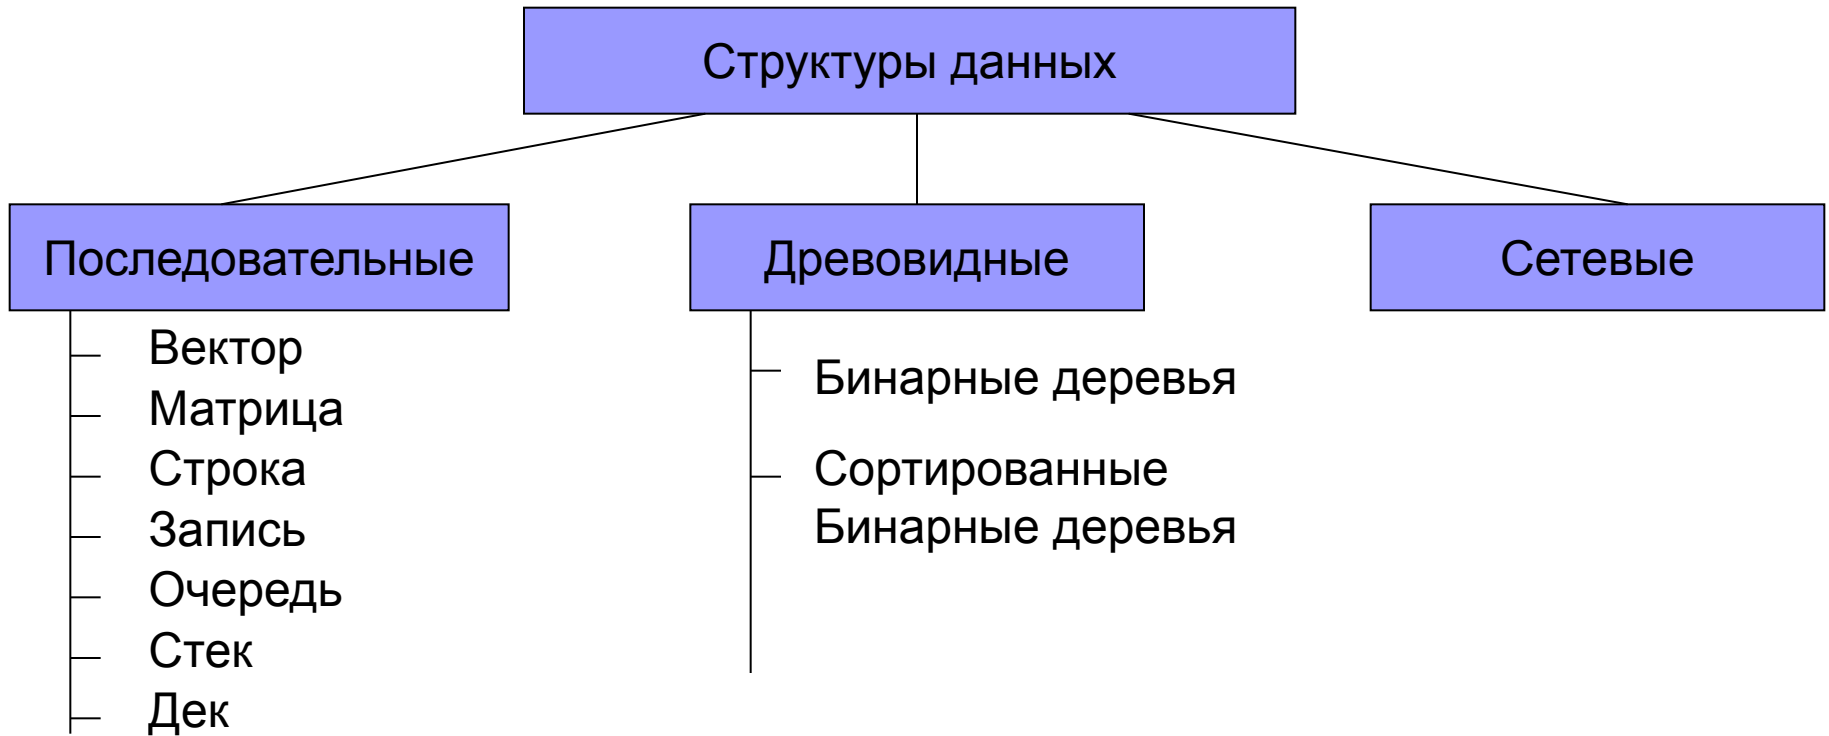 Структуры данных
Последовательные
Древовидные
Сетевые
Вектор
Матрица
Строка
Запись
Очередь
Стек
Дек
Бинарные деревья
Сортированные
Бинарные деревья